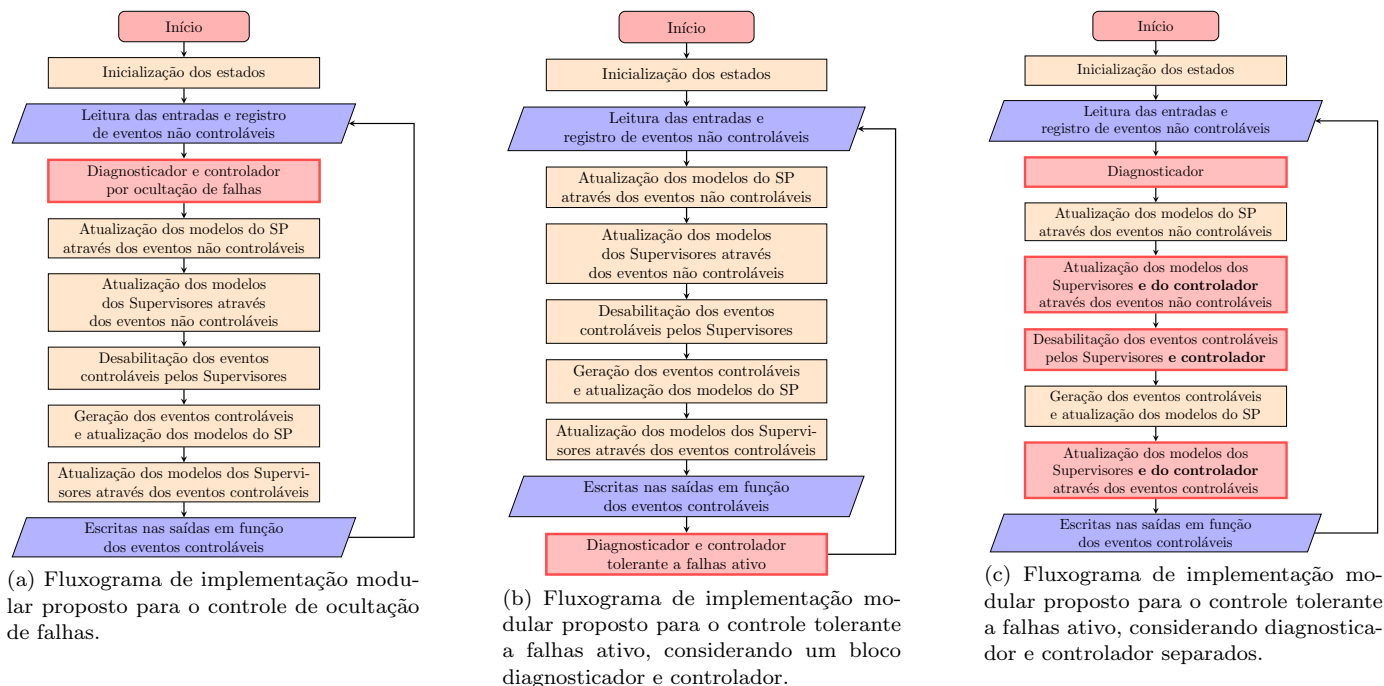 Início
Inicialização dos estados
Leitura das entradas e registro
de eventos não controláveis
Diagnosticador e controlador
por ocultação de falhas
Atualização dos modelos do SP
através dos eventos não controláveis
Atualização dos modelos
dos Supervisores através
dos eventos não controláveis
Desabilitação dos eventos
controláveis pelos Supervisores
Geração dos eventos controláveis
e atualização dos modelos do SP
Atualização dos modelos dos Supervi-
sores através dos eventos controláveis
Escritas nas saídas em função
dos eventos controláveis
(a) Fluxograma de implementação modu-
lar proposto para o controle de ocultação
de falhas.
Início
Inicialização dos estados
Leitura das entradas e
registro de eventos não controláveis
Atualização dos modelos do SP
através dos eventos não controláveis
Atualização dos modelos
dos Supervisores através
dos eventos não controláveis
Desabilitação dos eventos
controláveis pelos Supervisores
Geração dos eventos controláveis
e atualização dos modelos do SP
Atualização dos modelos dos Supervi-
sores através dos eventos controláveis
Escritas nas saídas em função
dos eventos controláveis
Diagnosticador e controlador
tolerante a falhas ativo
(b) Fluxograma de implementação mo-
dular proposto para o controle tolerante
a falhas ativo, considerando um bloco
diagnosticador e controlador.
Início
Inicialização dos estados
Leitura das entradas e
registro de eventos não controláveis
Diagnosticador
Atualização dos modelos do SP
através dos eventos não controláveis
Atualização dos modelos dos
Supervisores e do controlador
através dos eventos não controláveis
Desabilitação dos eventos controláveis
pelos Supervisores e controlador
Geração dos eventos controláveis
e atualização dos modelos do SP
Atualização dos modelos dos
Supervisores e do controlador
através dos eventos controláveis
Escritas nas saídas em função
dos eventos controláveis
(c) Fluxograma de implementação mo-
dular proposto para o controle tolerante
a falhas ativo, considerando diagnostica-
dor e controlador separados.